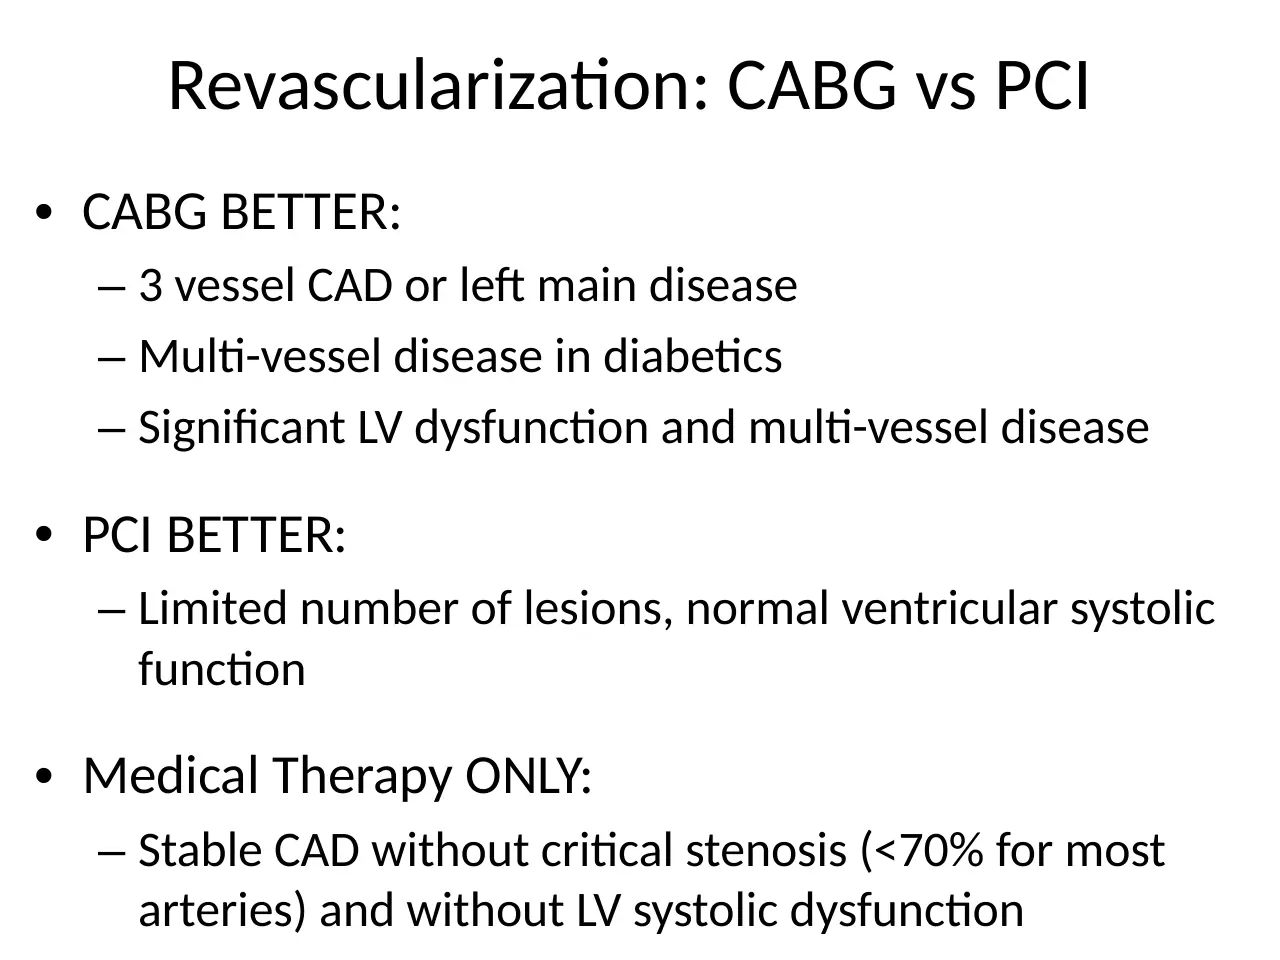 Revascularization: CABG vs PCI
• CABG BETTER:
– 3 vessel CAD or left main disease
– Multi-vessel disease in diabetics
– Significant LV dysfunction and multi-vessel disease
• PCI BETTER:
– Limited number of lesions, normal ventricular systolic
function
• Medical Therapy ONLY:
– Stable CAD without critical stenosis (<70% for most
arteries) and without LV systolic dysfunction